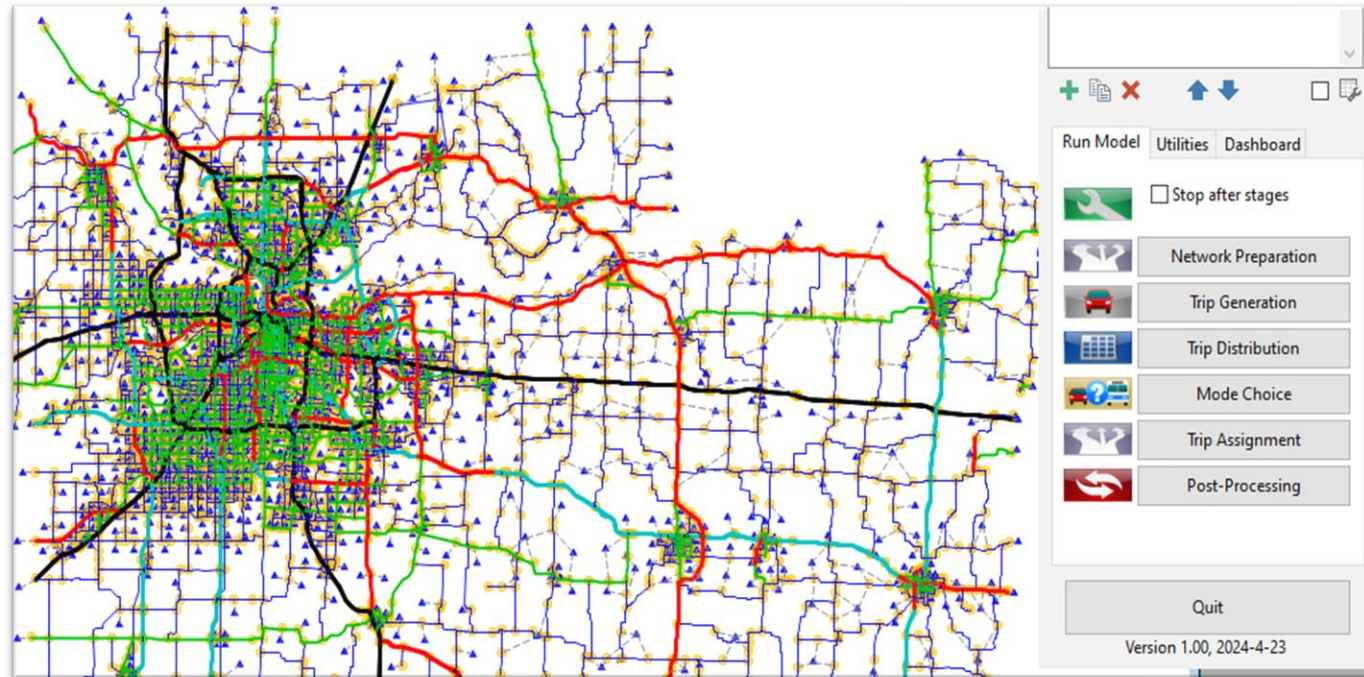 Run Model Utilities Dashboard
Stop after stages
Network Preparation
Trip Generation
Trip Distribution
Mode Choice
Trip Assignment
Post-Processing
Quit
Version 1.00, 2024-4-23